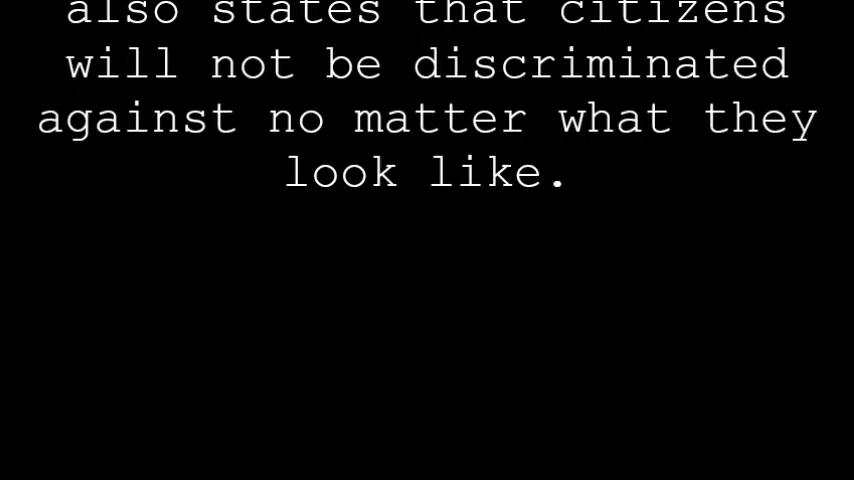 also states that citizens
will not be discriminated
against no matter what they
look like.